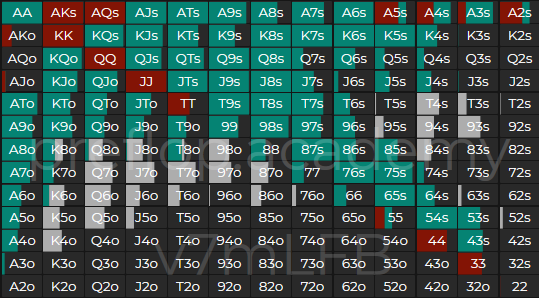 AA AKs AQs AJs ATs A9s A8s A7s A6s A5s A4s A3s A2s
AKo KK KQs KJs KTs K9s K8s K7s K6s K5s K4s K3s K2s
AQo KQo QQ QJs QTs Q9s Q8s Q7s Q6s Q5s Q4s Q3s Q2s
AJo KJo QJo JJ JTs J9s J8s J7s J6s J5s J4s J3s J2s
ATo KTo QTo JTo TT T9s T8s T7s T6s T5s T4s T3s T2s
A9o K9o Q9o J9o T9o 99 98s 97s 96s 95s 94s 93s 92s
A8o K8o Q8o J8o T8o 98o 88 87s 86s 85s 84s 83s 82s
preflop.academy
A7o K7o Q7o J7o T7o 97o 87o 77 76s 75s 74s 73s 72s
A6o K6o Q6o J6o T6o 96o 86o 76o 66 65s 64s 63s 62s
A5o K5o Q5o J5o T5o 95o 85o 75o 65o 55 54s 53s 52s
A4o K4o Q4o J4o T4o 94o 84o 74o 64o 54o 44 43s 42s
v7mLFB
A3o K3o Q3o J3o T3o 93o 83o 73o 63o 53o 43o 33 32s
A2o K2o Q2o J2o T2o 92o 82o 72o 62o 52o 42o 32o 22